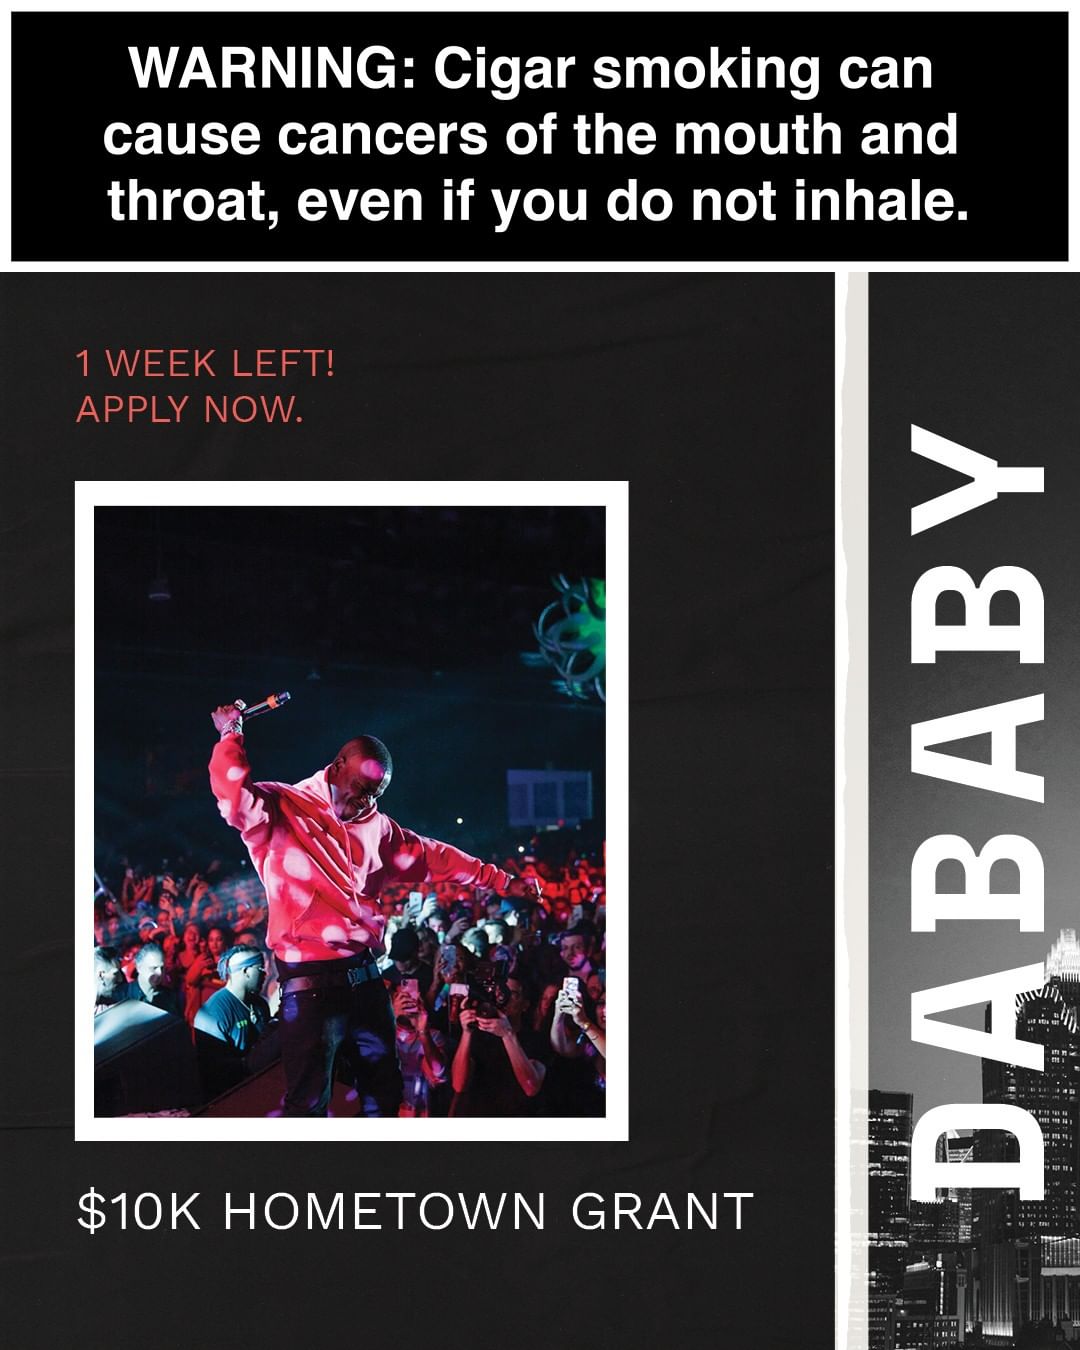 WARNING: Cigar smoking can
cause cancers of the mouth and
throat, even if you do not inhale.
1 WEEK LEFT!
APPLY NOW.
$10K HOMETOWN GRANT
DABABY